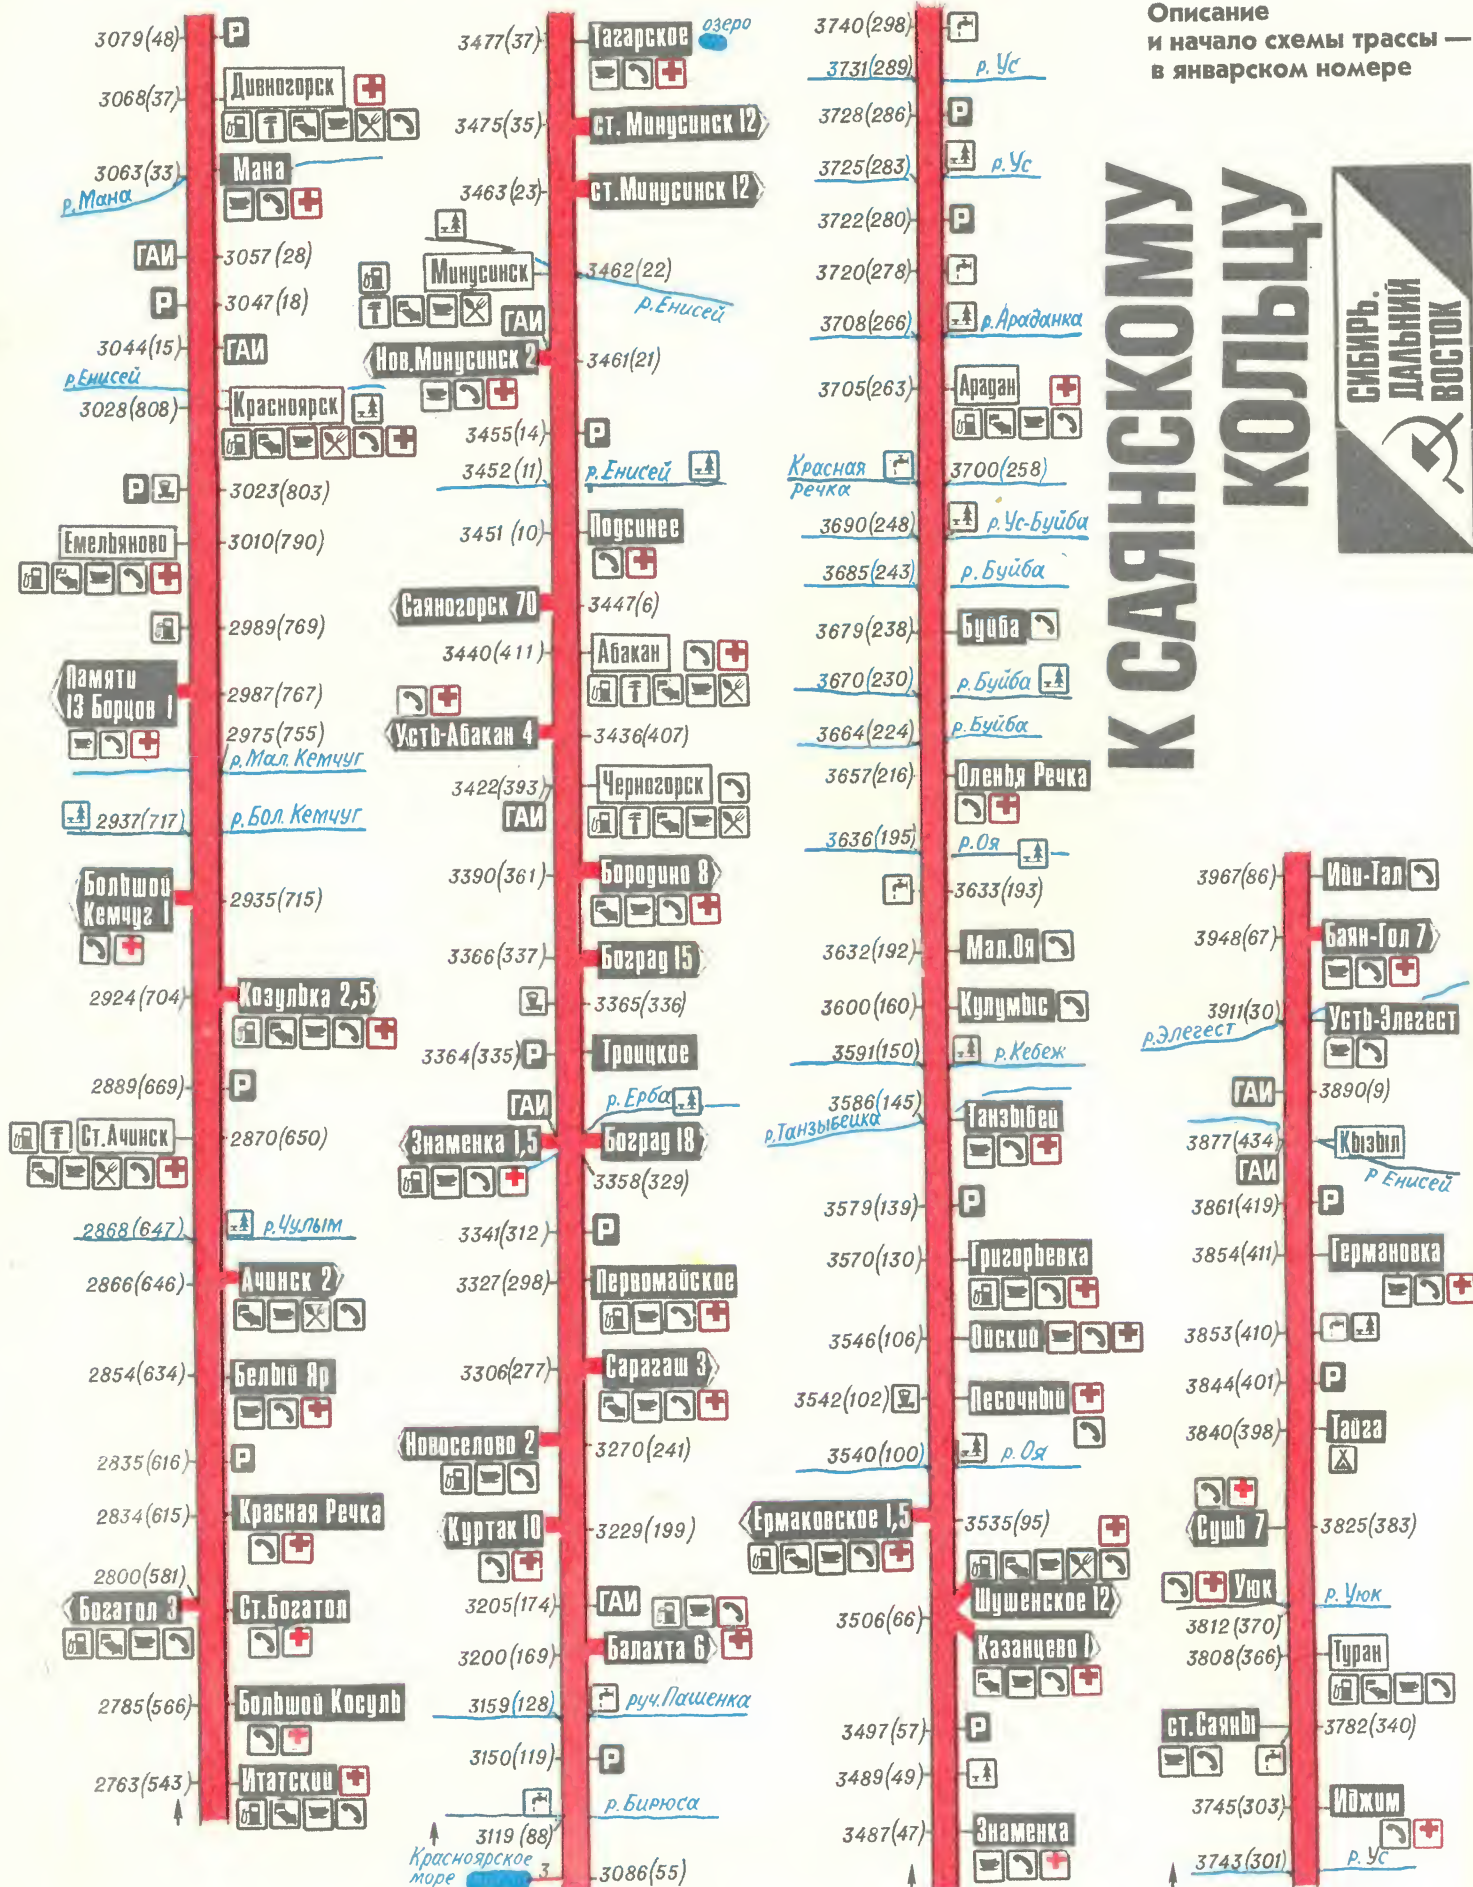 Описание
и начало схемы трассы —
в январском номере
К САЯНСКОМУ
КОЛЬЦУ
СИБИРЬ.
ДАЛЬНИЙ
ВОСТОК
3079(48) P
Дивногорск
3068(37)
3063(33) Мана
р. Мана
ГАИ 3057(28)
P 3047(18)
3044(15) ГАИ
р. Енисей
3028(808) Красноярск
P 3023(803)
Емельяново 3010(790)
2989(769)
Памяти
13 Борцов 1
2987(767)
2975(755)
р. Мал. Кемчуг
2937(717) р. Бол. Кемчуг
Большой
Кемчуг 1
2935(715)
2924(704) Козулька 2,5
2889(669) P
Ст. Ачинск 2870(650)
2868(647) р. Чулым
2866(646) Ачинск 2
2854(634) Белый Яр
2835(616) P
2834(615) Красная Речка
2800(581)
Богатол 3 Ст. Богатол
2785(566) Большой Косуль
2763(543) Итатский
3477(37) Тагарское озеро
3475(35) ст. Минусинск 12
3463(23) ст. Минусинск 12
Минусинск 3462(22)
р. Енисей
ГАИ
Нов. Минусинск 2 3461(21)
3455(14) P
3452(11) р. Енисей
3451(10) Подсинее
Саяногорск 70 3447(6)
3440(411) Абакан
Усть-Абакан 4 3436(407)
3422(393) Черногорск
ГАИ
3390(361) Бородино 8
3366(337) Боград 15
3365(336)
3364(335) P Троицкое
ГАИ р. Ерба
Знаменка 1,5 Боград 18
3358(329)
3341(312) P
3327(298) Первомайское
3306(277) Сарагаш 3
Новоселово 2 3270(241)
Куртак 10 3229(199)
3205(174) ГАИ
3200(169) Балахта 6
3159(128) руч. Пашенка
3150(119) P
р. Бирюса
3119(88)
Красноярское
море
3 3086(55)
3740(298)
3731(289) р. Ус
3728(286) P
3725(283) р. Ус
3722(280) P
3720(278)
3708(266) р. Араданка
3705(263) Арадан
Красная
речка
3700(258)
3690(248) р. Ус-Буйба
3685(243) р. Буйба
3679(238) Буйба
3670(230) р. Буйба
3664(224) р. Буйба
3657(216) Оленья Речка
3636(195) р. Оя
3633(193)
3632(192) Мал. Оя
3600(160) Кулумыс
3591(150) р. Кебеж
3586(145) Танзыбей
р. Танзыбейка
3579(139) P
3570(130) Григорьевка
3546(106) Ойский
3542(102) Песочный
3540(100) р. Оя
Ермаковское 1,5 3535(95)
Шушенское 12
3506(66)
Казанцево 1
3497(57) P
3489(49)
3487(47) Знаменка
3967(86) Ийи-Тал
3948(67) Баян-Гол 7
3911(30) Усть-Элегест
р. Элегест
ГАИ 3890(9)
3877(434) Кызыл
ГАИ р Енисей
3861(419) P
3854(411) Германовка
3853(410)
3844(401) P
3840(398) Тайга
Сушь 7 3825(383)
Уюк р. Уюк
3812(370)
3808(366) Туран
ст. Саяны 3782(340)
3745(303) Иджим
3743(301) р. Ус